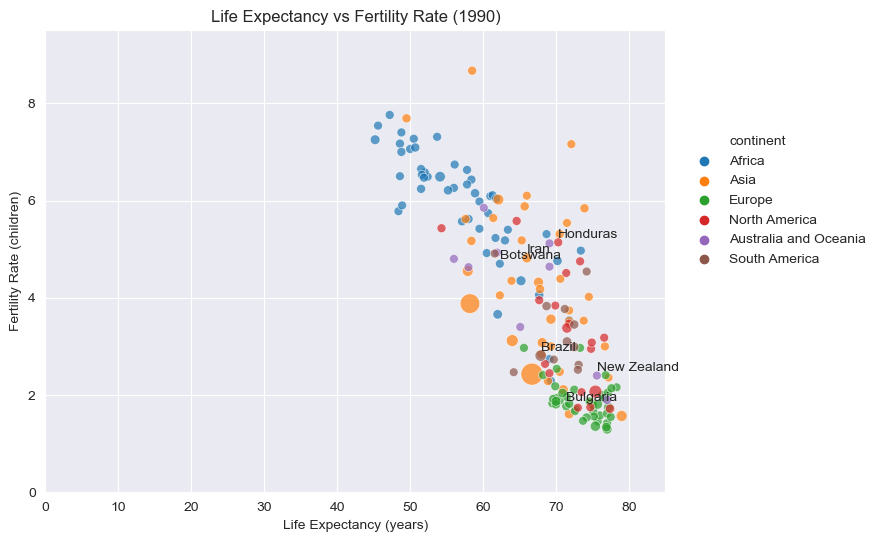 Life Expectancy vs Fertility Rate (1990)
8
6
4
2
0
Fertility Rate (children)
Honduras
Iran
Botswana
Brazil
New Zealand
Bulgaria
0 10 20 30 40 50 60 70 80
Life Expectancy (years)
continent
Africa
Asia
Europe
North America
Australia and Oceania
South America